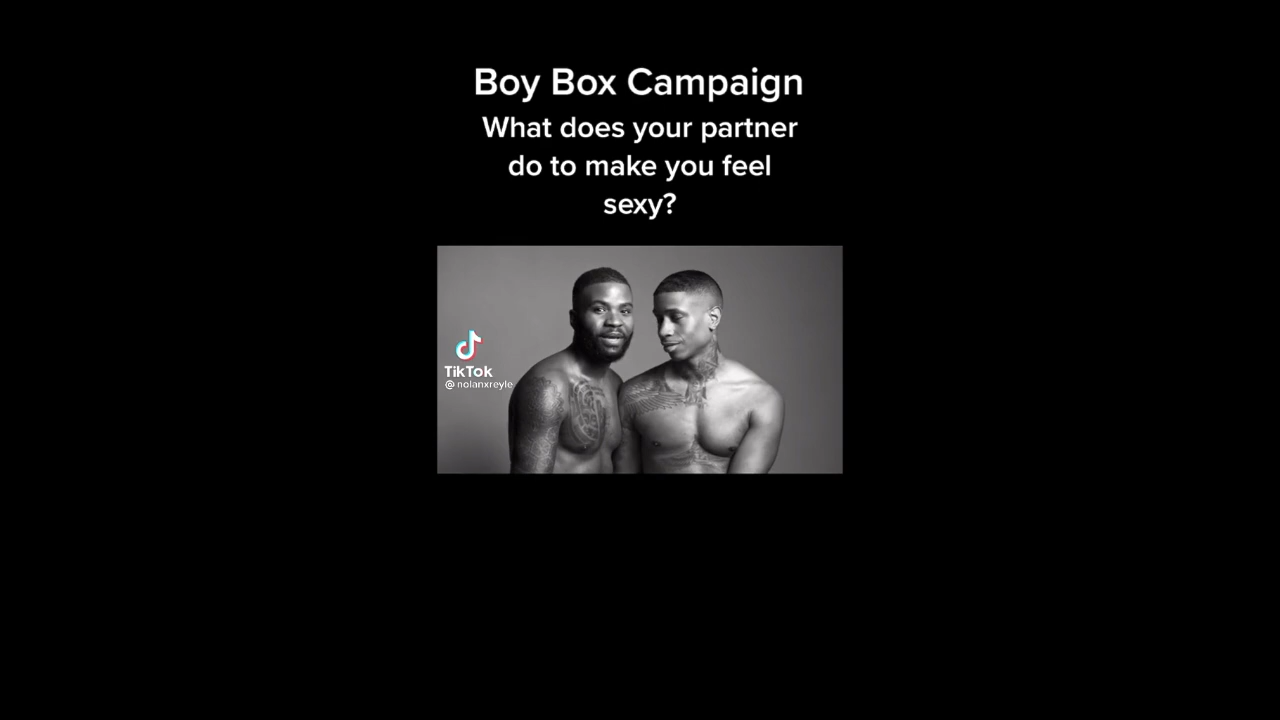 Boy Box Campaign
What does your partner
do to make you feel
sexy?
TikTok
@nolanxreyle